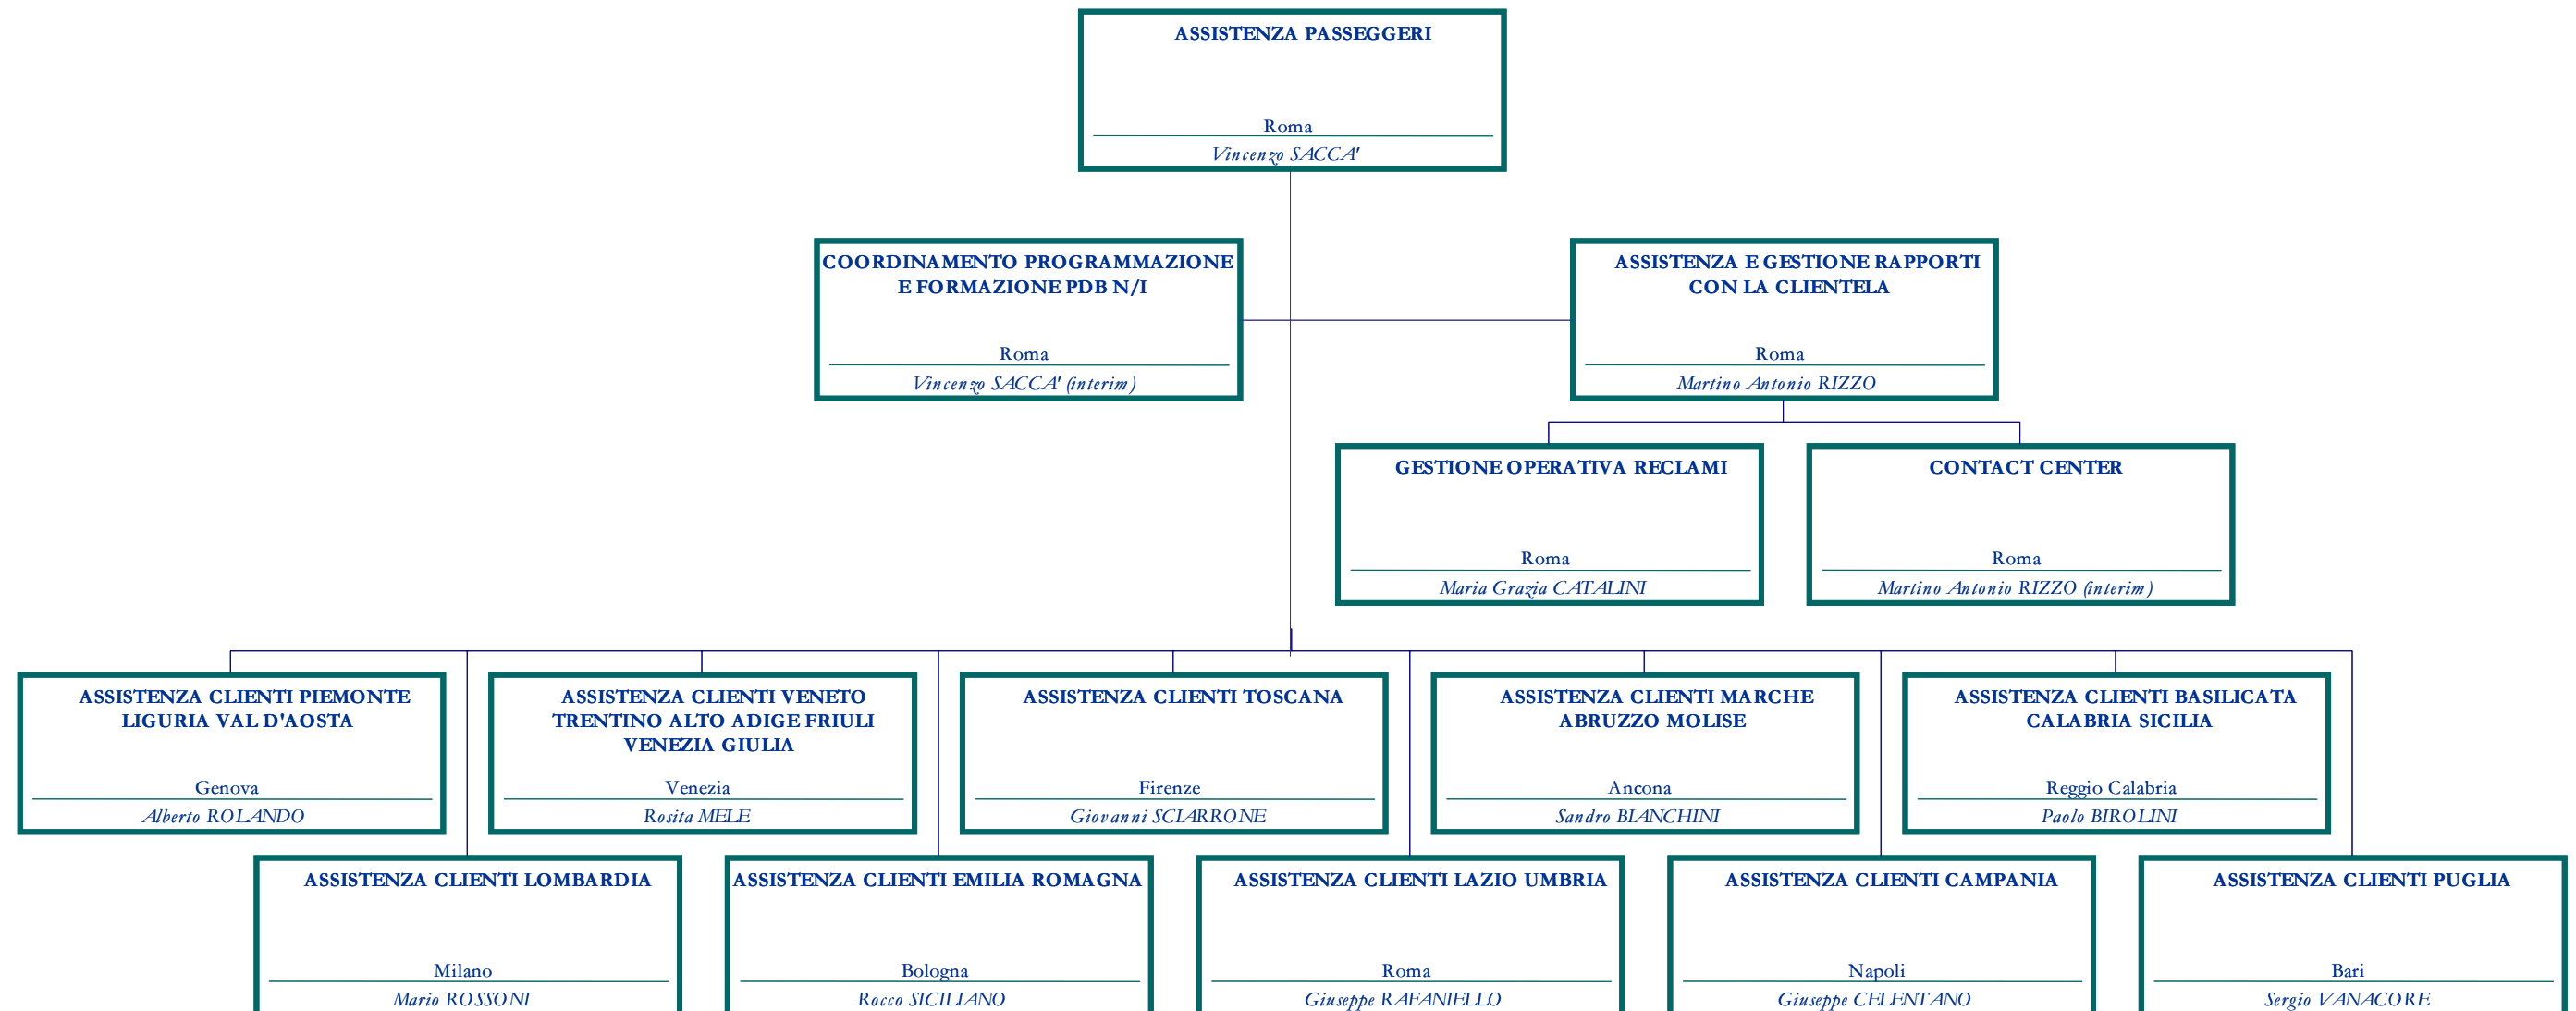 ASSISTENZA PASSEGGERI
Roma
Vincenzo SACCA'
COORDINAMENTO PROGRAMMAZIONE
E FORMAZIONE PDB N/I
Roma
Vincenzo SACCA' (interim)
ASSISTENZA E GESTIONE RAPPORTI
CON LA CLIENTELA
Roma
Martino Antonio RIZZO
GESTIONE OPERATIVA RECLAMI
Roma
Maria Grazia CATALINI
CONTACT CENTER
Roma
Martino Antonio RIZZO (interim)
ASSISTENZA CLIENTI PIEMONTE
LIGURIA VAL D'AOSTA
Genova
Alberto ROLANDO
ASSISTENZA CLIENTI VENETO
TRENTINO ALTO ADIGE FRIULI
VENEZIA GIULIA
Venezia
Rosita MELE
ASSISTENZA CLIENTI TOSCANA
Firenze
Giovanni SCIARRONE
ASSISTENZA CLIENTI MARCHE
ABRUZZO MOLISE
Ancona
Sandro BIANCHINI
ASSISTENZA CLIENTI BASILICATA
CALABRIA SICILIA
Reggio Calabria
Paolo BIROLINI
ASSISTENZA CLIENTI LOMBARDIA
Milano
Mario ROSSONI
ASSISTENZA CLIENTI EMILIA ROMAGNA
Bologna
Rocco SICILIANO
ASSISTENZA CLIENTI LAZIO UMBRIA
Roma
Giuseppe RAFANIELLO
ASSISTENZA CLIENTI CAMPANIA
Napoli
Giuseppe CELENTANO
ASSISTENZA CLIENTI PUGLIA
Bari
Sergio VANACORE